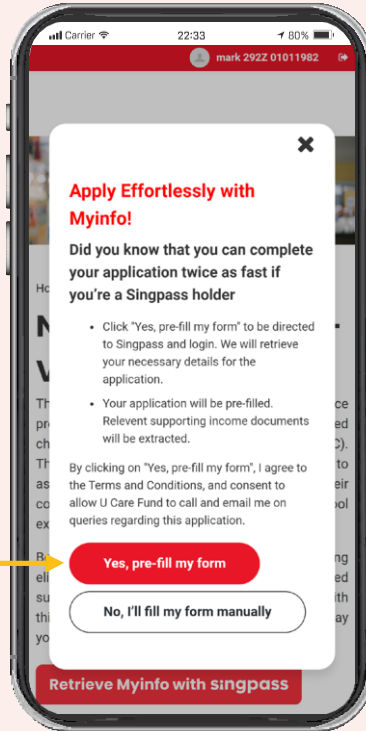 Carrier 22:33 80%
mark 292Z 01011982
Apply Effortlessly with
Myinfo!
Did you know that you can complete
your application twice as fast if
you're a Singpass holder
• Click "Yes, pre-fill my form" to be directed
to Singpass and login. We will retrieve
your necessary details for the
application.
• Your application will be pre-filled.
Relevent supporting income documents
will be extracted.
By clicking on "Yes, pre-fill my form", I agree to
the Terms and Conditions, and consent to
allow U Care Fund to call and email me on
queries regarding this application.
Yes, pre-fill my form
No, I'll fill my form manually
Retrieve Myinfo with singpass